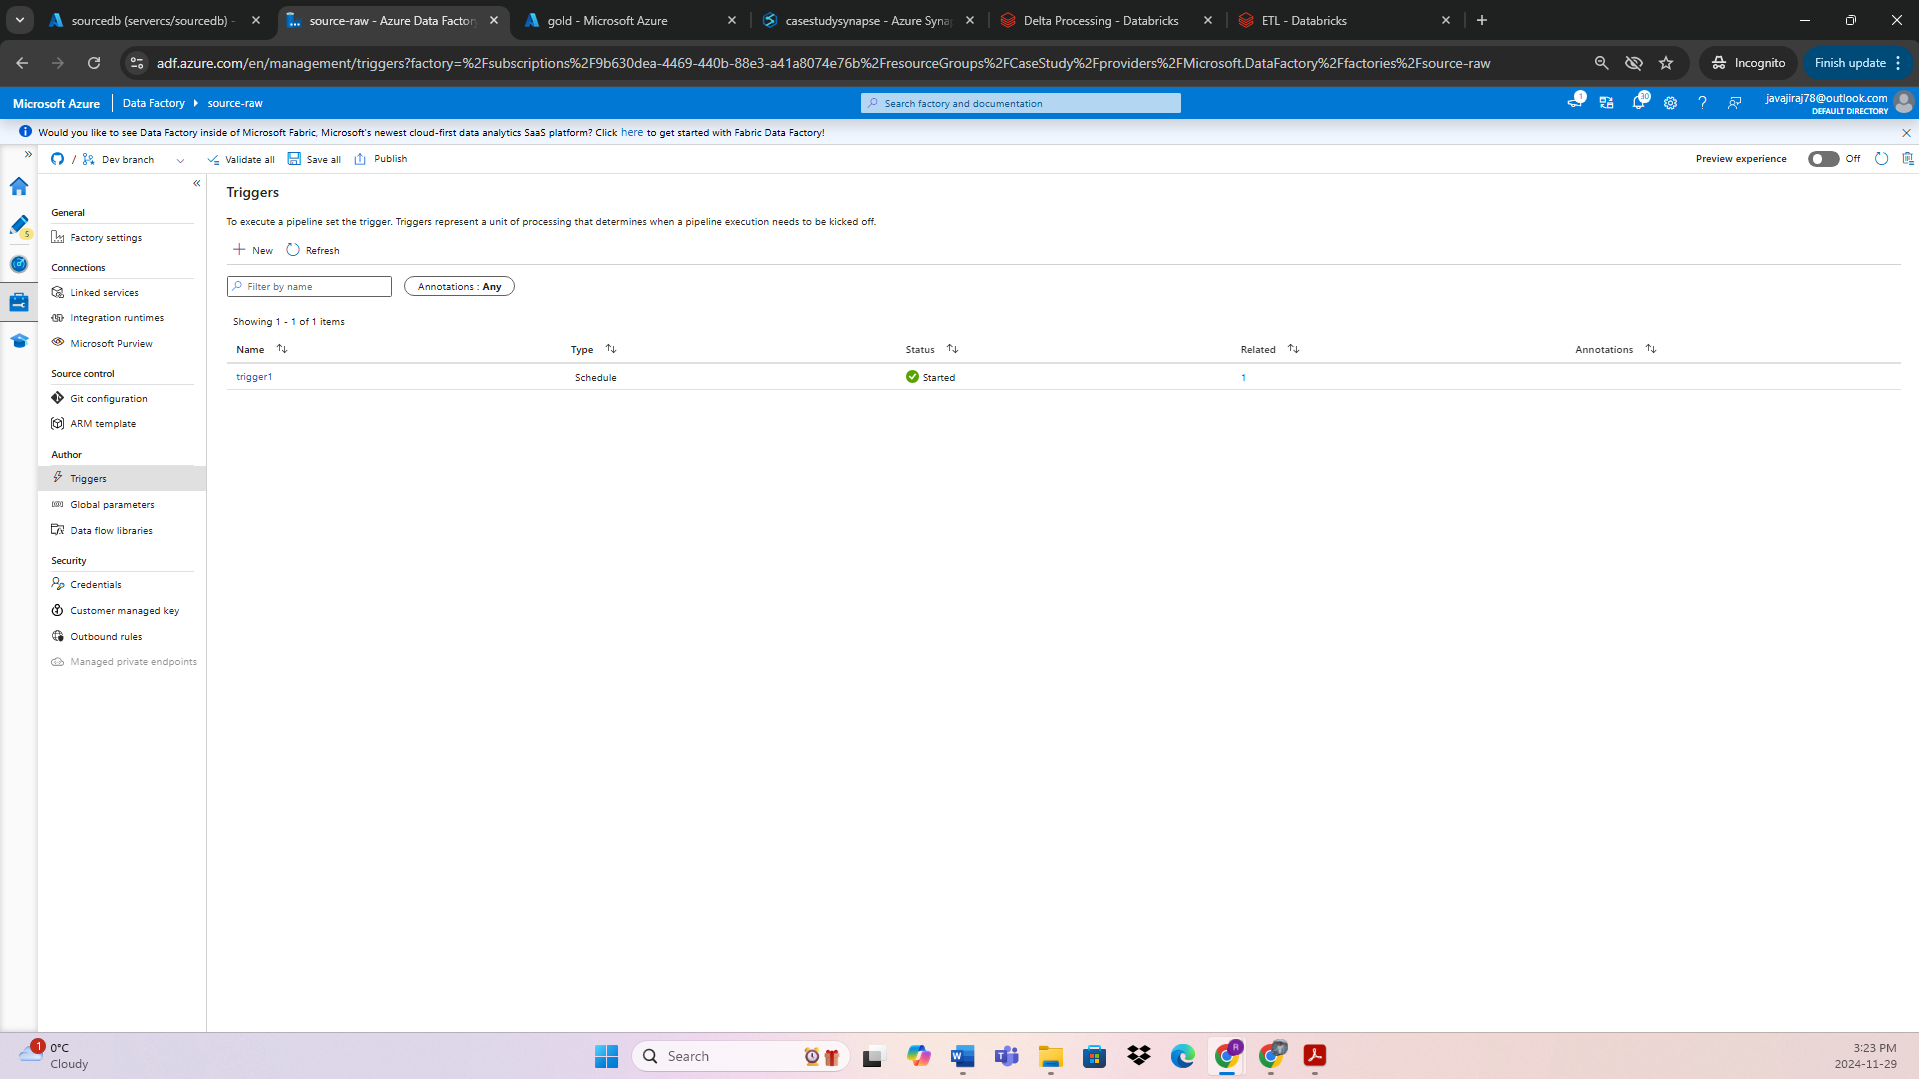 sourcedb (servercs/sourcedb) -
source-raw - Azure Data Factory
gold - Microsoft Azure
casestudysynapse - Azure Syna
Delta Processing - Databricks
ETL - Databricks
adf.azure.com/en/management/triggers?factory=%2Fsubscriptions%2F9b630dea-4469-440b-88e3-a41a8074e76b%2FresourceGroups%2FCaseStudy%2Fproviders%2FMicrosoft.DataFactory%2Ffactories%2Fsource-raw
Incognito
Finish update
Microsoft Azure
Data Factory
source-raw
Search factory and documentation
1
30
javajiraj78@outlook.com
DEFAULT DIRECTORY
Would you like to see Data Factory inside of Microsoft Fabric, Microsoft's newest cloud-first data analytics SaaS platform? Click here to get started with Fabric Data Factory!
/ Dev branch
Validate all
Save all
Publish
Preview experience
Off
5
General
Factory settings
Connections
Linked services
Integration runtimes
Microsoft Purview
Source control
Git configuration
ARM template
Author
Triggers
Global parameters
Data flow libraries
Security
Credentials
Customer managed key
Outbound rules
Managed private endpoints
Triggers
To execute a pipeline set the trigger. Triggers represent a unit of processing that determines when a pipeline execution needs to be kicked off.
New
Refresh
Filter by name
Annotations : Any
Showing 1 - 1 of 1 items
Name Type Status Related Annotations
trigger1 Schedule Started 1
1
0°C
Cloudy
Search
3:23 PM
2024-11-29